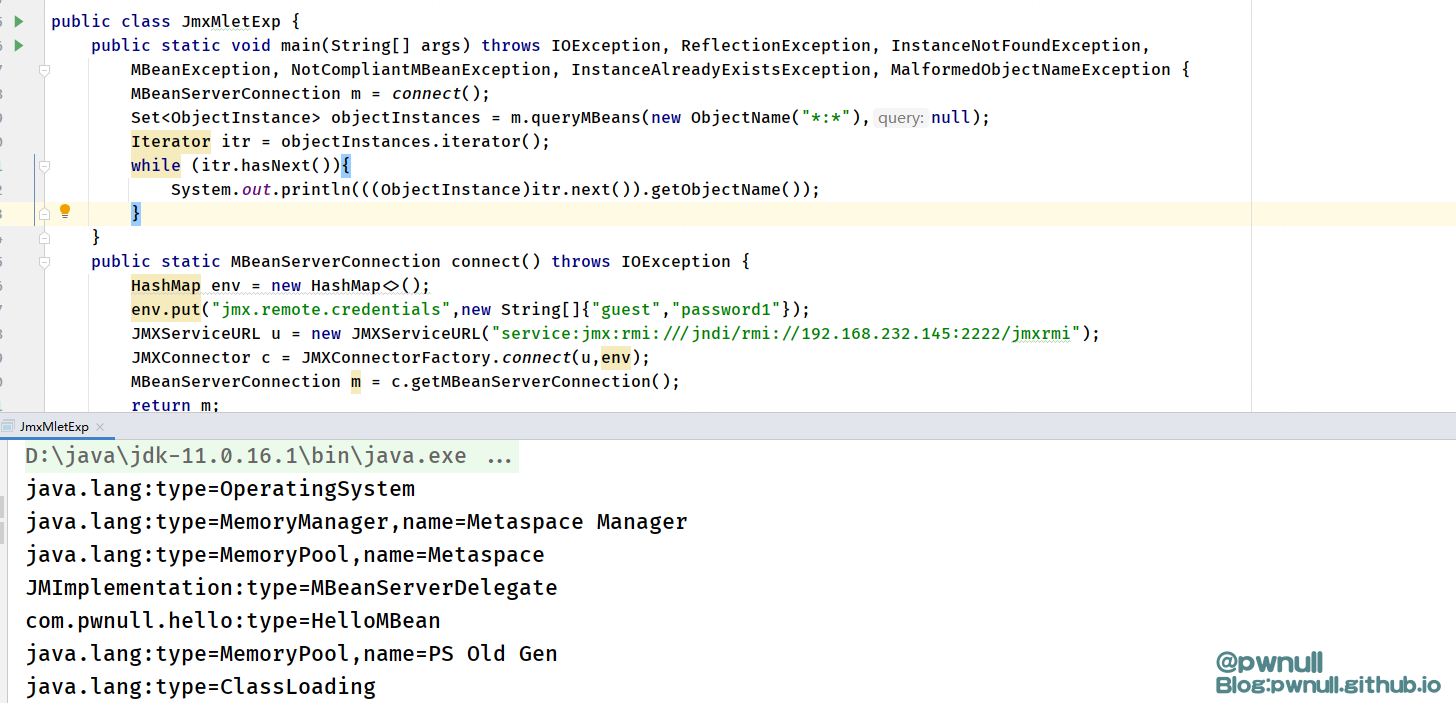 public class JmxMletExp {
public static void main(String[] args) throws IOException, ReflectionException, InstanceNotFoundException,
MBeanException, NotCompliantMBeanException, InstanceAlreadyExistsException, MalformedObjectNameException {
MBeanServerConnection m = connect();
Set<ObjectInstance> objectInstances = m.queryMBeans(new ObjectName("*:*"), query: null);
Iterator itr = objectInstances.iterator();
while (itr.hasNext()){
System.out.println(((ObjectInstance)itr.next()).getObjectName());
}
}
public static MBeanServerConnection connect() throws IOException {
HashMap env = new HashMap<>();
env.put("jmx.remote.credentials",new String[]{"guest","password1"});
JMXServiceURL u = new JMXServiceURL("service:jmx:rmi:///jndi/rmi://192.168.232.145:2222/jmxrmi");
JMXConnector c = JMXConnectorFactory.connect(u,env);
MBeanServerConnection m = c.getMBeanServerConnection();
return m;
JmxMletExp ×
D:\java\jdk-11.0.16.1\bin\java.exe ...
java.lang:type=OperatingSystem
java.lang:type=MemoryManager,name=Metaspace Manager
java.lang:type=MemoryPool,name=Metaspace
JMImplementation:type=MBeanServerDelegate
com.pwnull.hello:type=HelloMBean
java.lang:type=MemoryPool,name=PS Old Gen
java.lang:type=ClassLoading
@pwnull
Blog:pwnull.github.io